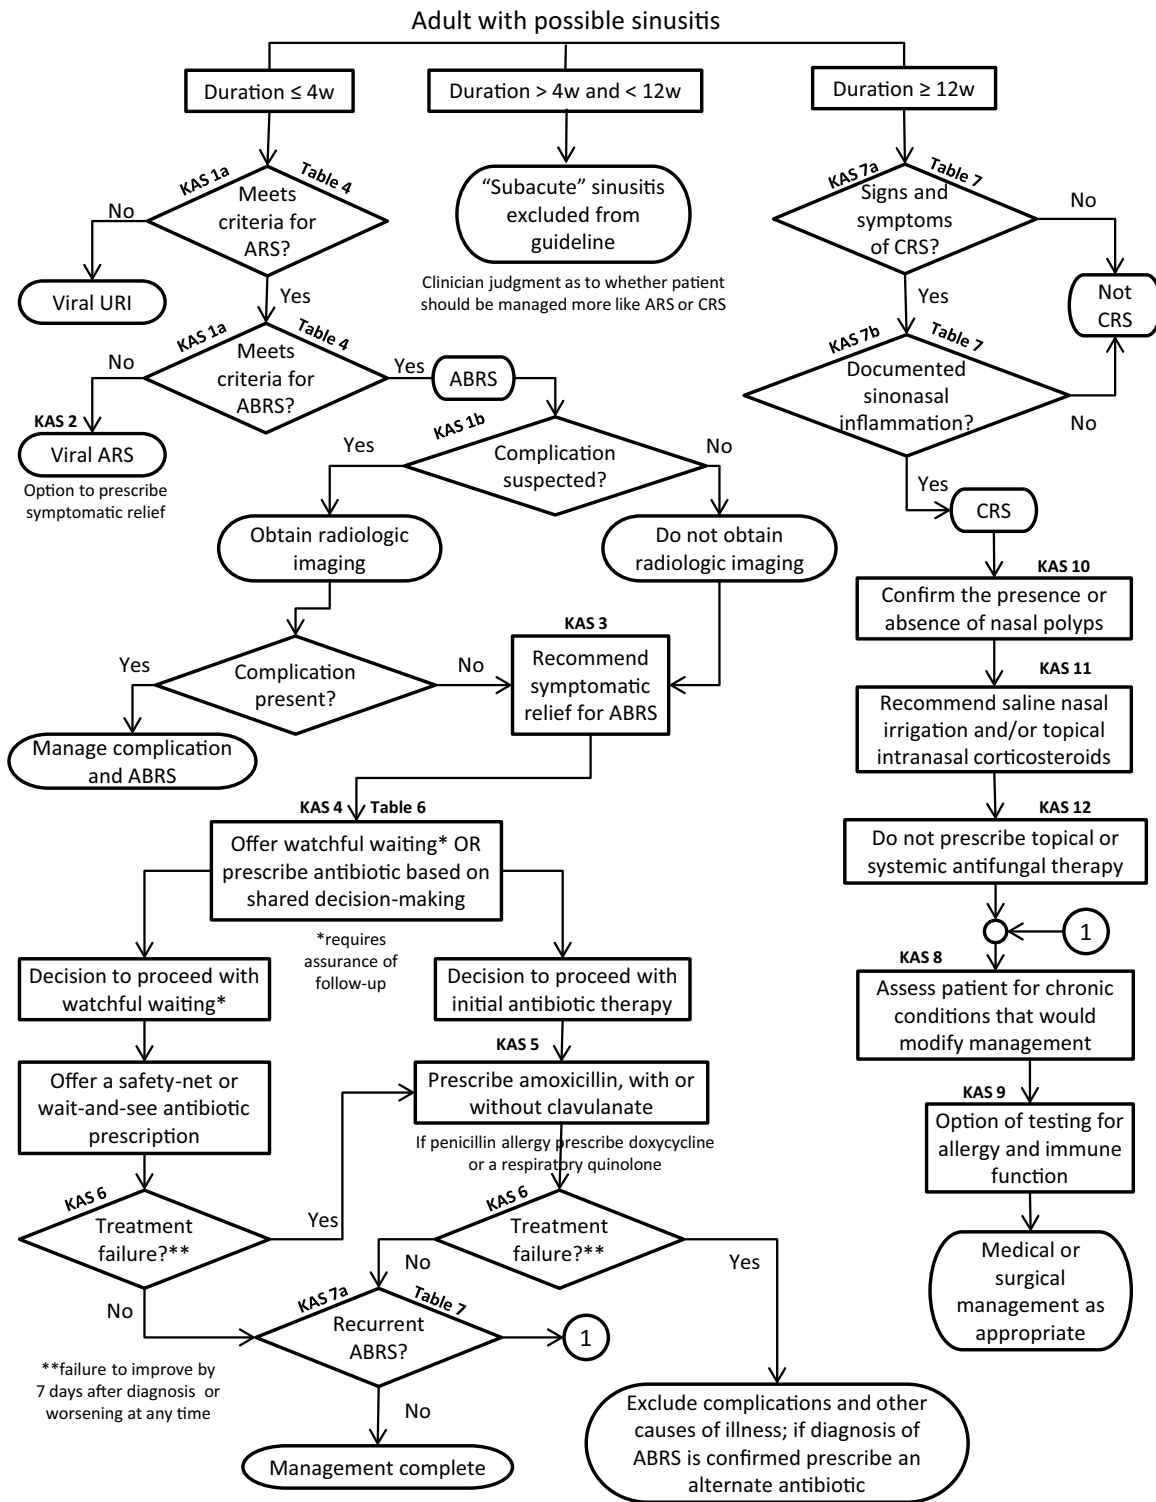 Adult with possible sinusitis
Duration ≤ 4w
Duration > 4w and < 12w
Duration ≥ 12w
KAS 1a
Table 4
Meets
criteria for
ARS?
No
Viral URI
Yes
"Subacute" sinusitis
excluded from
guideline
Clinician judgment as to whether patient
should be managed more like ARS or CRS
KAS 7a
Table 7
Signs and
symptoms
of CRS?
No
Not
CRS
Yes
KAS 1a
Table 4
Meets
criteria for
ABRS?
No
Yes
ABRS
KAS 2
Viral ARS
Option to prescribe
symptomatic relief
KAS 7b
Table 7
Documented
sinonasal
inflammation?
No
Yes
CRS
KAS 1b
Complication
suspected?
Yes
No
Obtain radiologic
imaging
Do not obtain
radiologic imaging
Complication
present?
Yes
No
Manage complication
and ABRS
KAS 3
Recommend
symptomatic
relief for ABRS
KAS 10
Confirm the presence or
absence of nasal polyps
KAS 11
Recommend saline nasal
irrigation and/or topical
intranasal corticosteroids
KAS 12
Do not prescribe topical or
systemic antifungal therapy
1
KAS 8
Assess patient for chronic
conditions that would
modify management
KAS 9
Option of testing for
allergy and immune
function
Medical or
surgical
management as
appropriate
KAS 4
Table 6
Offer watchful waiting* OR
prescribe antibiotic based on
shared decision-making
*requires
assurance of
follow-up
Decision to proceed with
watchful waiting*
Decision to proceed with
initial antibiotic therapy
Offer a safety-net or
wait-and-see antibiotic
prescription
KAS 5
Prescribe amoxicillin, with or
without clavulanate
If penicillin allergy prescribe doxycycline
or a respiratory quinolone
KAS 6
Treatment
failure?**
Yes
No
KAS 6
Treatment
failure?**
No
Yes
KAS 7a
Table 7
Recurrent
ABRS?
1
No
**failure to improve by
7 days after diagnosis or
worsening at any time
Management complete
Exclude complications and other
causes of illness; if diagnosis of
ABRS is confirmed prescribe an
alternate antibiotic